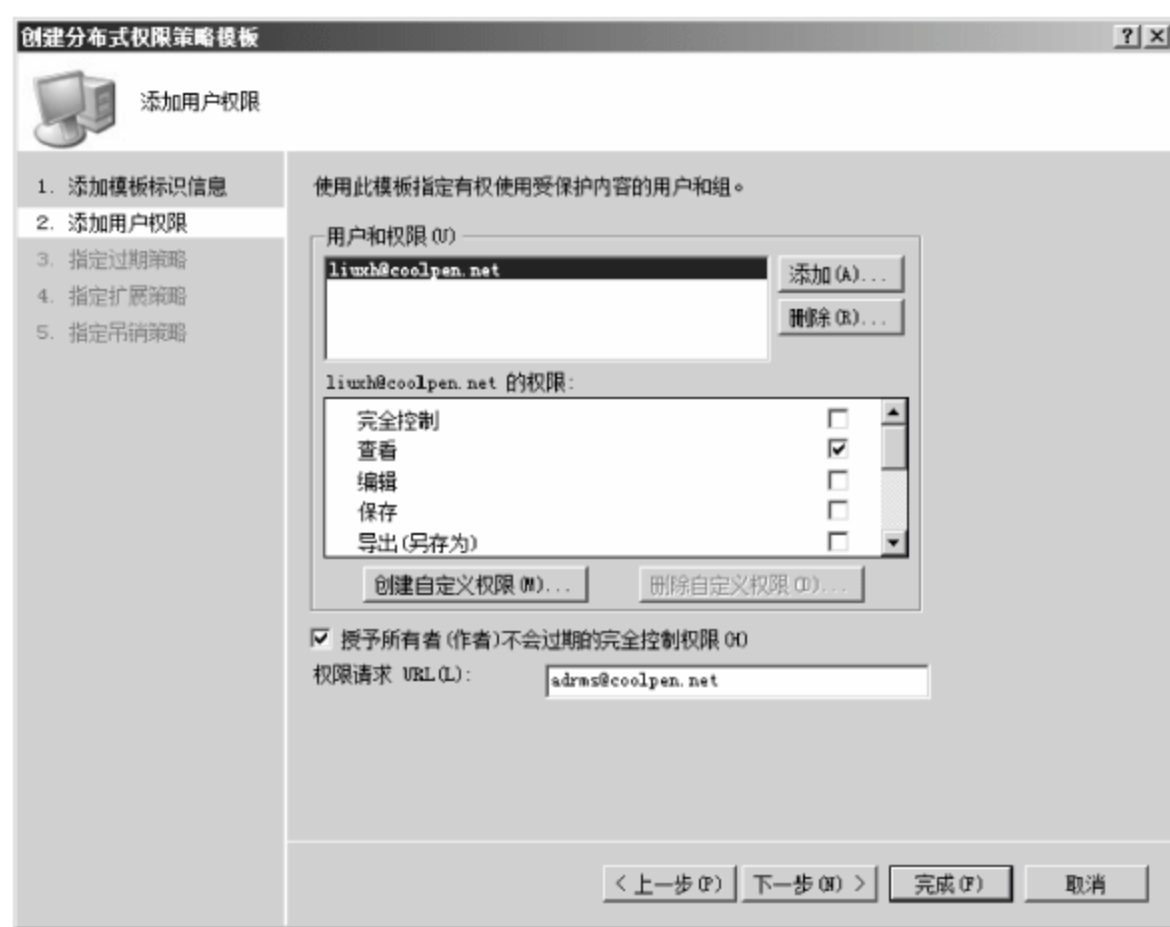 创建分布式权限策略模板
添加用户权限
1. 添加模板标识信息
2. 添加用户权限
3. 指定过期策略
4. 指定扩展策略
5. 指定吊销策略
使用此模板指定有权使用受保护内容的用户和组。
用户和权限(U)
liuxh@coolpen.net
添加(A)...
删除(R)...
liuxh@coolpen.net 的权限:
完全控制
查看
编辑
保存
导出(另存为)
创建自定义权限(M)...
删除自定义权限(D)...
授予所有者(作者)不会过期的完全控制权限(H)
权限请求 URL(L):
adrms@coolpen.net
< 上一步(P)
下一步(N) >
完成(F)
取消